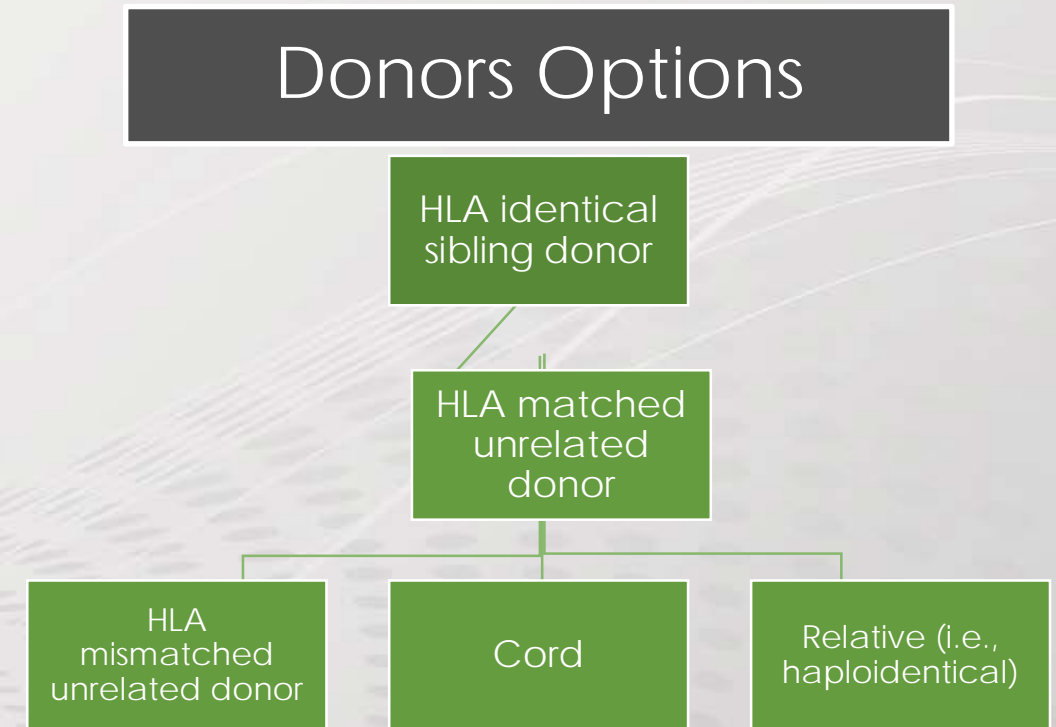 Donors Options
HLA identical
sibling donor
HLA matched
unrelated
donor
HLA
mismatched
unrelated donor
Cord
Relative (i.e.,
haploidentical)